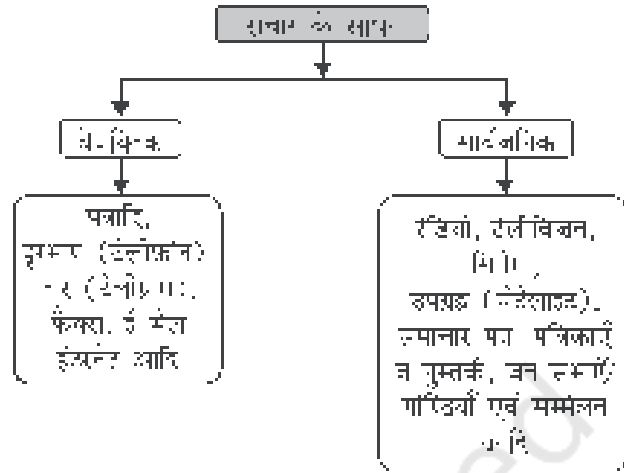 संचार के साधन
वैयक्तिक
सार्वजनिक
पत्रादि,
दूरभाष (टेलीफ़ोन)
तार (टेलीग्राम),
फैक्स, ई मेल
इंटरनेट आदि
रेडियो, टेलीविजन,
सिनेमा,
उपग्रह (सेटेलाइट),
समाचार पत्र पत्रिकाएँ
व पुस्तकें, जन सभाएँ
गोष्ठियाँ एवं सम्मेलन
आदि